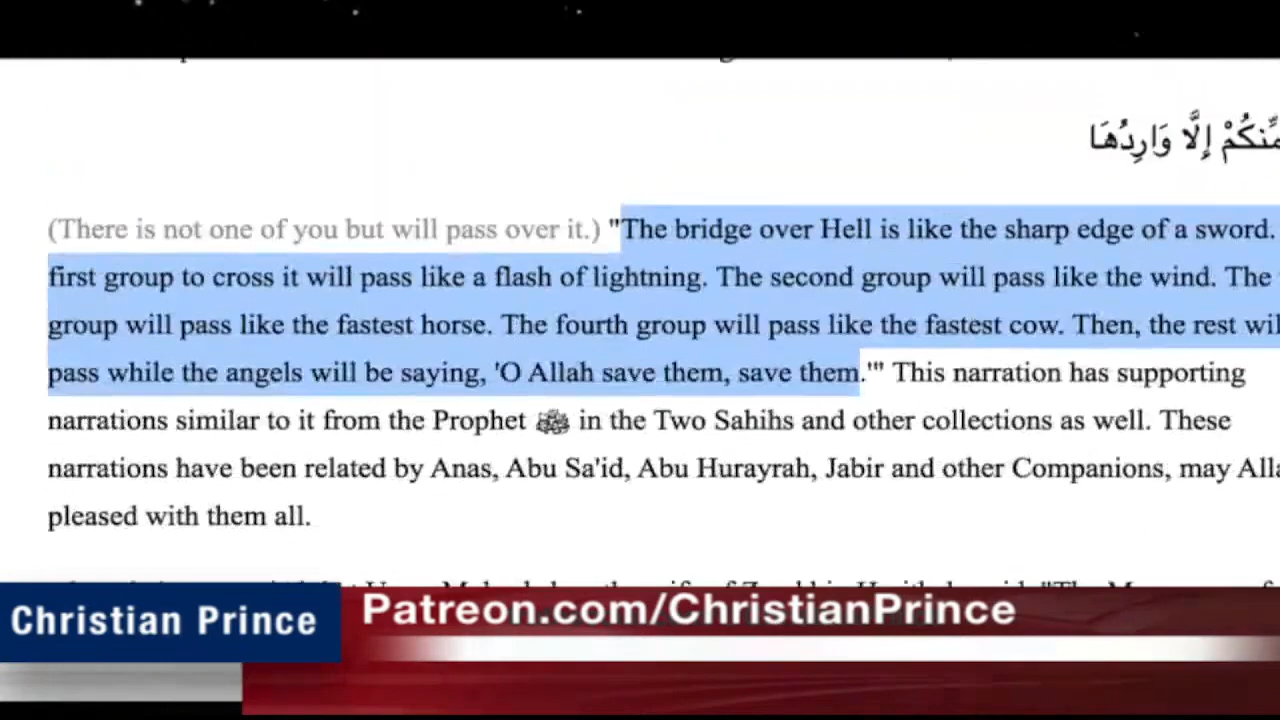 مِّنكُمْ إِلَّا وَارِدُهَا
(There is not one of you but will pass over it.) "The bridge over Hell is like the sharp edge of a sword.
first group to cross it will pass like a flash of lightning. The second group will pass like the wind. The
group will pass like the fastest horse. The fourth group will pass like the fastest cow. Then, the rest wil
pass while the angels will be saying, 'O Allah save them, save them.'" This narration has supporting
narrations similar to it from the Prophet ﷺ in the Two Sahihs and other collections as well. These
narrations have been related by Anas, Abu Sa'id, Abu Hurayrah, Jabir and other Companions, may Alla
pleased with them all.
Christian Prince
Patreon.com/ChristianPrince